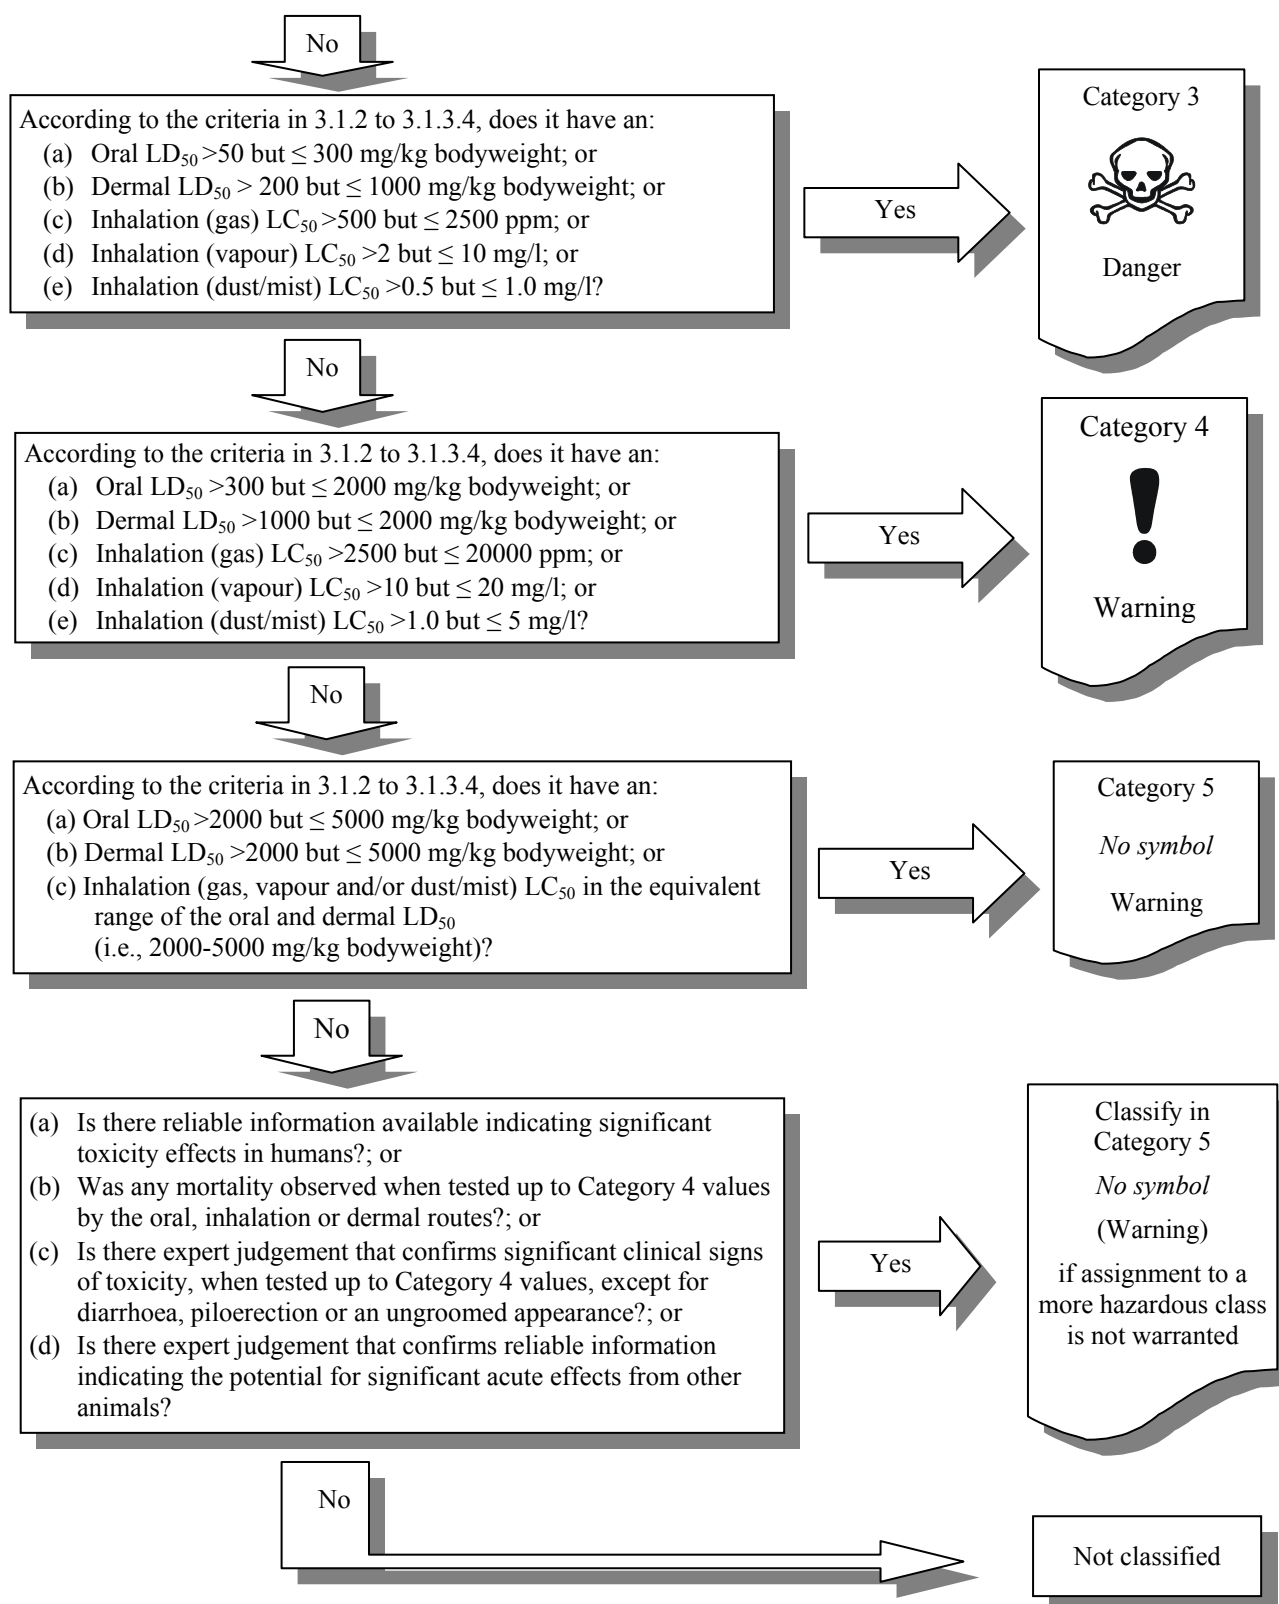 No
According to the criteria in 3.1.2 to 3.1.3.4, does it have an:
(a) Oral LD50 >50 but ≤ 300 mg/kg bodyweight; or
(b) Dermal LD50 > 200 but ≤ 1000 mg/kg bodyweight; or
(c) Inhalation (gas) LC50 >500 but ≤ 2500 ppm; or
(d) Inhalation (vapour) LC50 >2 but ≤ 10 mg/l; or
(e) Inhalation (dust/mist) LC50 >0.5 but ≤ 1.0 mg/l?
Yes
Category 3
Danger
No
According to the criteria in 3.1.2 to 3.1.3.4, does it have an:
(a) Oral LD50 >300 but ≤ 2000 mg/kg bodyweight; or
(b) Dermal LD50 >1000 but ≤ 2000 mg/kg bodyweight; or
(c) Inhalation (gas) LC50 >2500 but ≤ 20000 ppm; or
(d) Inhalation (vapour) LC50 >10 but ≤ 20 mg/l; or
(e) Inhalation (dust/mist) LC50 >1.0 but ≤ 5 mg/l?
Yes
Category 4
!
Warning
No
According to the criteria in 3.1.2 to 3.1.3.4, does it have an:
(a) Oral LD50 >2000 but ≤ 5000 mg/kg bodyweight; or
(b) Dermal LD50 >2000 but ≤ 5000 mg/kg bodyweight; or
(c) Inhalation (gas, vapour and/or dust/mist) LC50 in the equivalent
range of the oral and dermal LD50
(i.e., 2000-5000 mg/kg bodyweight)?
Yes
Category 5
No symbol
Warning
No
(a) Is there reliable information available indicating significant
toxicity effects in humans?; or
(b) Was any mortality observed when tested up to Category 4 values
by the oral, inhalation or dermal routes?; or
(c) Is there expert judgement that confirms significant clinical signs
of toxicity, when tested up to Category 4 values, except for
diarrhoea, piloerection or an ungroomed appearance?; or
(d) Is there expert judgement that confirms reliable information
indicating the potential for significant acute effects from other
animals?
Yes
Classify in
Category 5
No symbol
(Warning)
if assignment to a
more hazardous class
is not warranted
No
Not classified